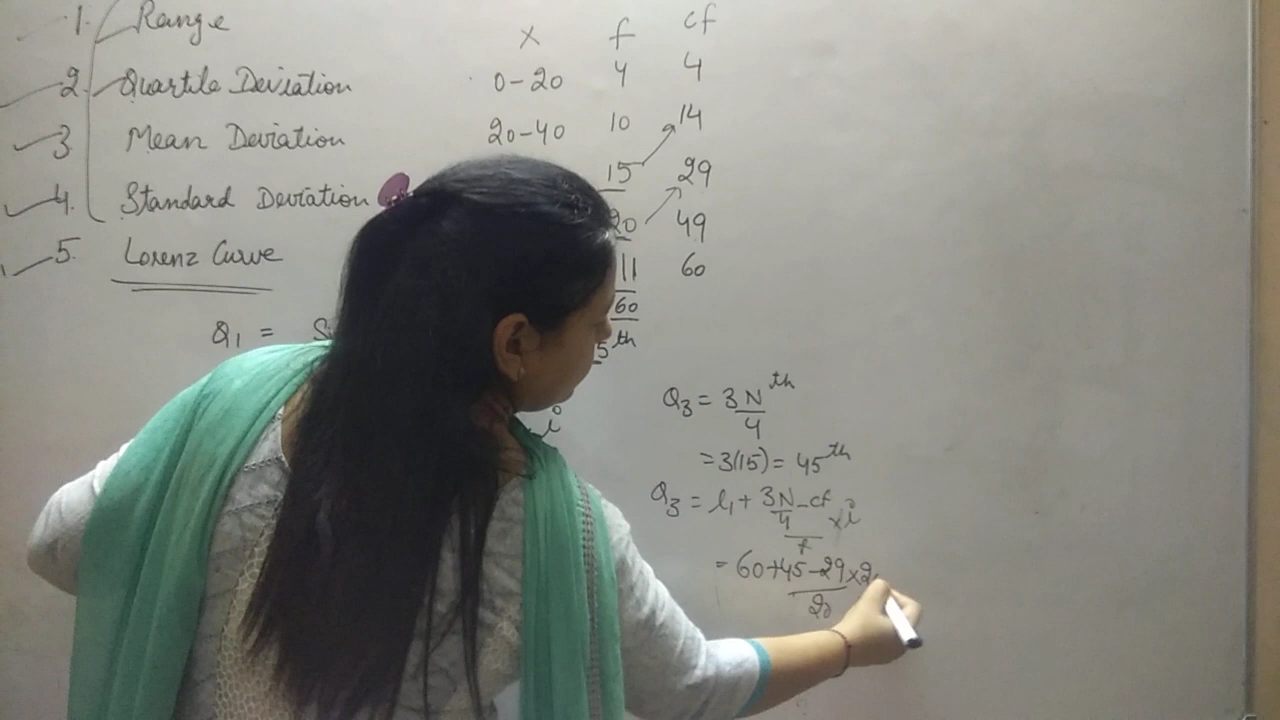 1. Range
2. Quartile Deviation
3 Mean Deviation
4. Standard Deviation
5. Lorenz Curve
x f cf
0-20 4 4
20-40 10 14
15 29
20 49
11 60
60
Q1 =
5th
i
Q3 = 3N/4 th
= 3(15) = 45th
Q3 = l1 + 3N/4 - cf / f × i
= 60+45-29/20 × 2